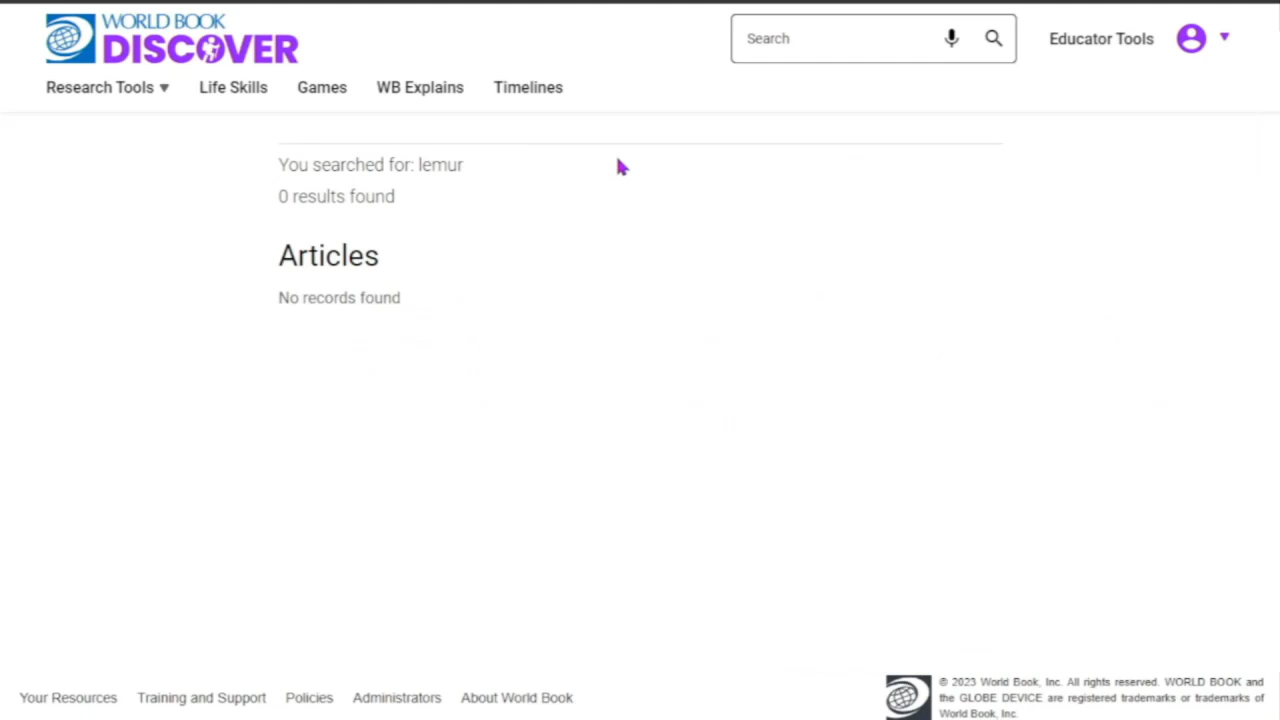 WORLD BOOK
DISCOVER
Search
Educator Tools
Research Tools
Life Skills
Games
WB Explains
Timelines
You searched for: lemur
0 results found
Articles
No records found
Your Resources
Training and Support
Policies
Administrators
About World Book
© 2023 World Book, Inc. All rights reserved. WORLD BOOK and
the GLOBE DEVICE are registered trademarks or trademarks of
World Book, Inc.